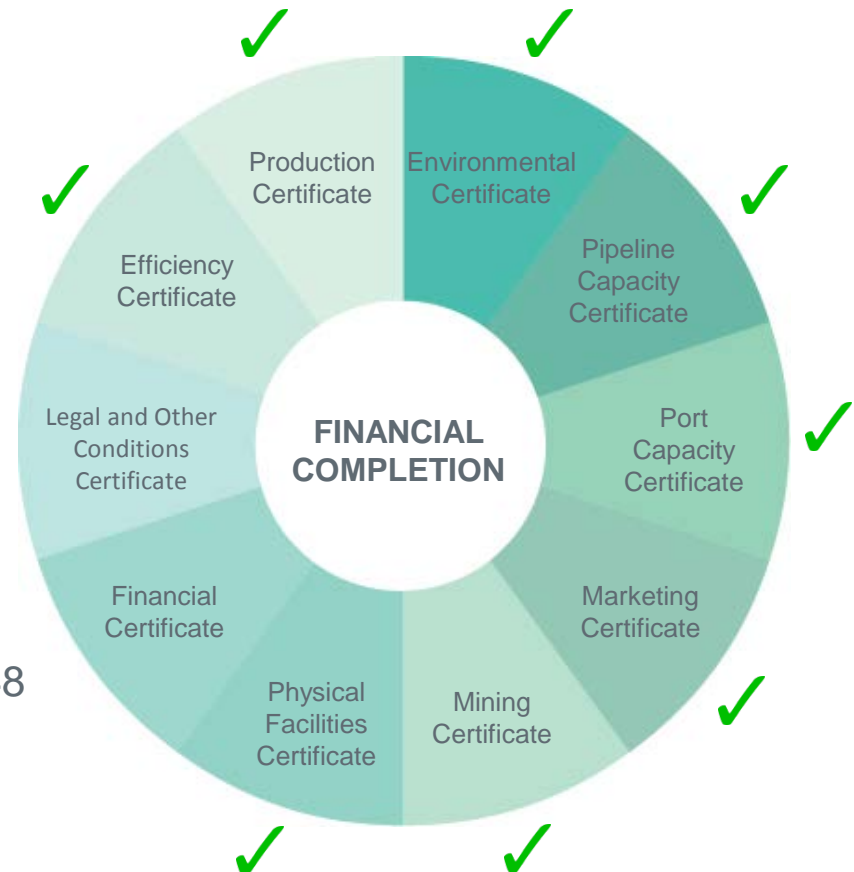 Production
Certificate
Environmental
Certificate
Pipeline
Capacity
Certificate
Port
Capacity
Certificate
Marketing
Certificate
Mining
Certificate
Physical
Facilities
Certificate
Financial
Certificate
Legal and Other
Conditions
Certificate
Efficiency
Certificate
FINANCIAL
COMPLETION
8